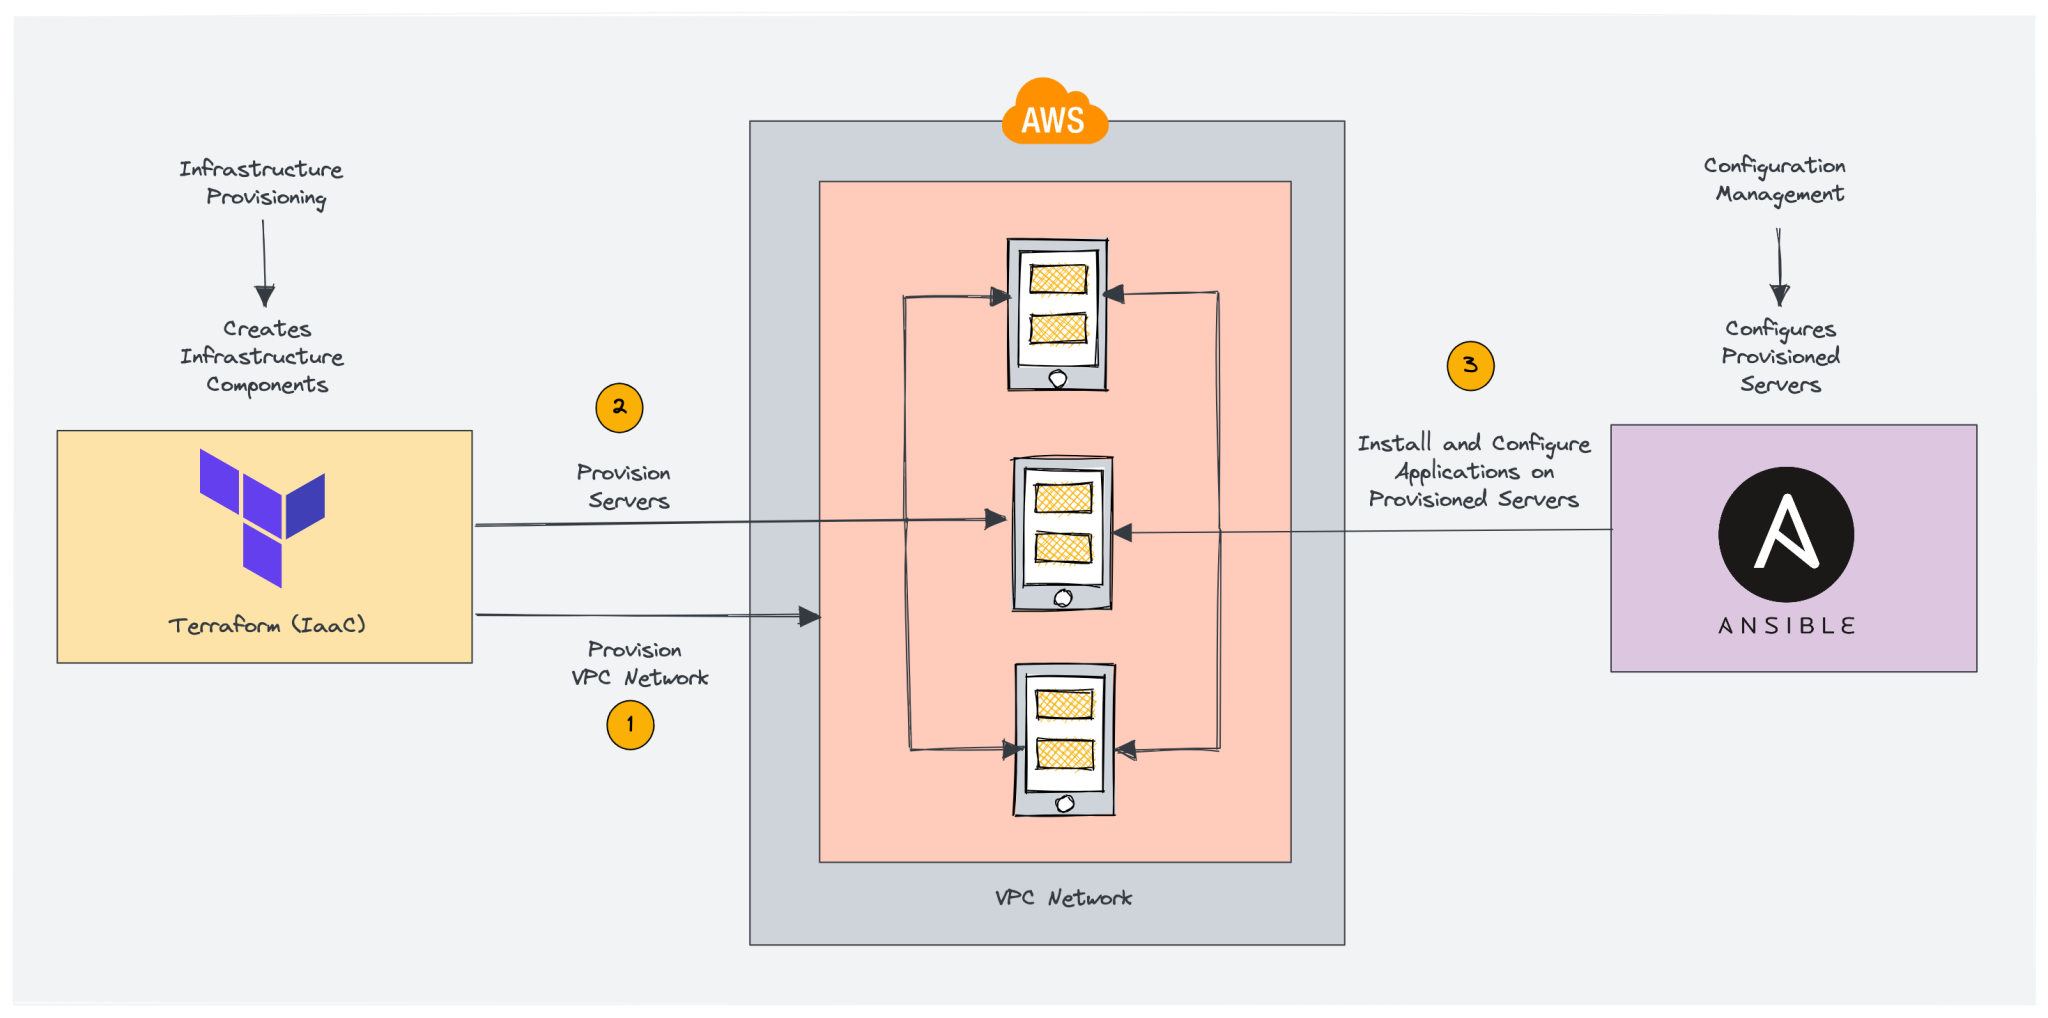 AWS
Infrastructure
Provisioning
Creates
Infrastructure
Components
Terraform (IaaC)
2
Provision
Servers
Provision
VPC Network
1
VPC Network
3
Install and Configure
Applications on
Provisioned Servers
Configuration
Management
Configures
Provisioned
Servers
ANSIBLE